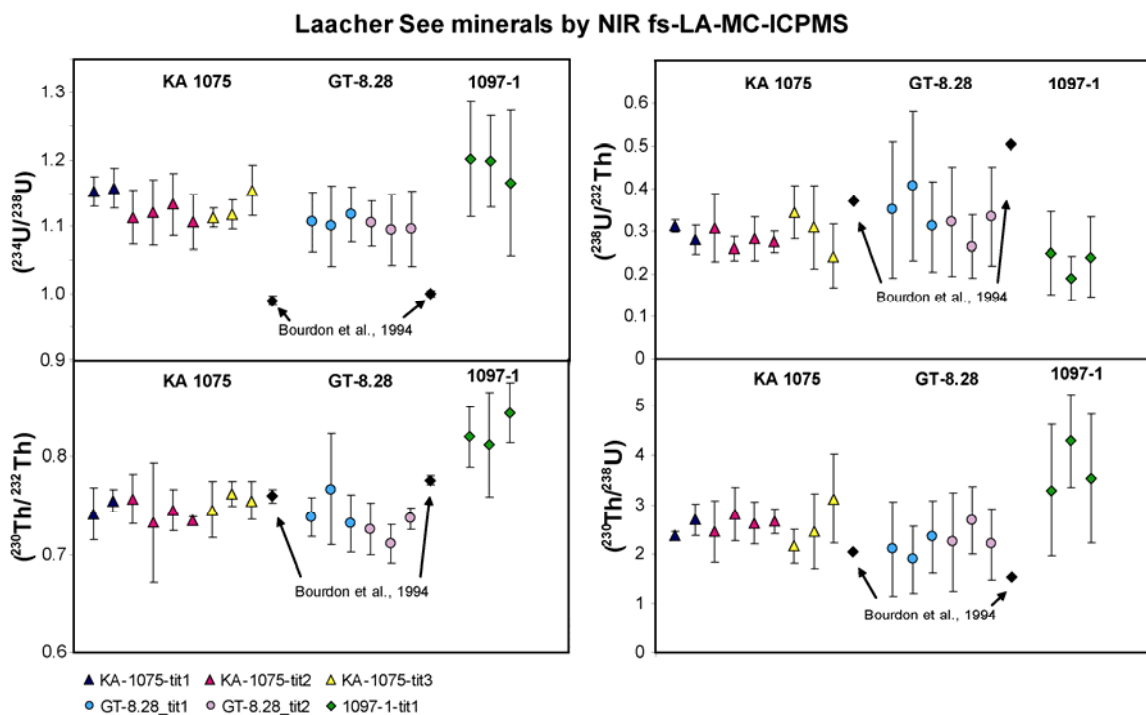 Laacher See minerals by NIR fs-LA-MC-ICPMS
KA 1075 GT-8.28 1097-1
(²³⁴U/²³⁸U)
1.3
1.2
1.1
1.0
0.9
Bourdon et al., 1994
KA 1075 GT-8.28 1097-1
(²³⁸U/²³²Th)
0.6
0.5
0.4
0.3
0.2
0.1
0
Bourdon et al., 1994
KA 1075 GT-8.28 1097-1
(²³⁰Th/²³²Th)
0.8
0.7
0.6
Bourdon et al., 1994
KA 1075 GT-8.28 1097-1
(²³⁰Th/²³⁸U)
5
4
3
2
1
0
Bourdon et al., 1994
KA-1075-tit1 KA-1075-tit2 KA-1075-tit3
GT-8.28_tit1 GT-8.28_tit2 1097-1-tit1